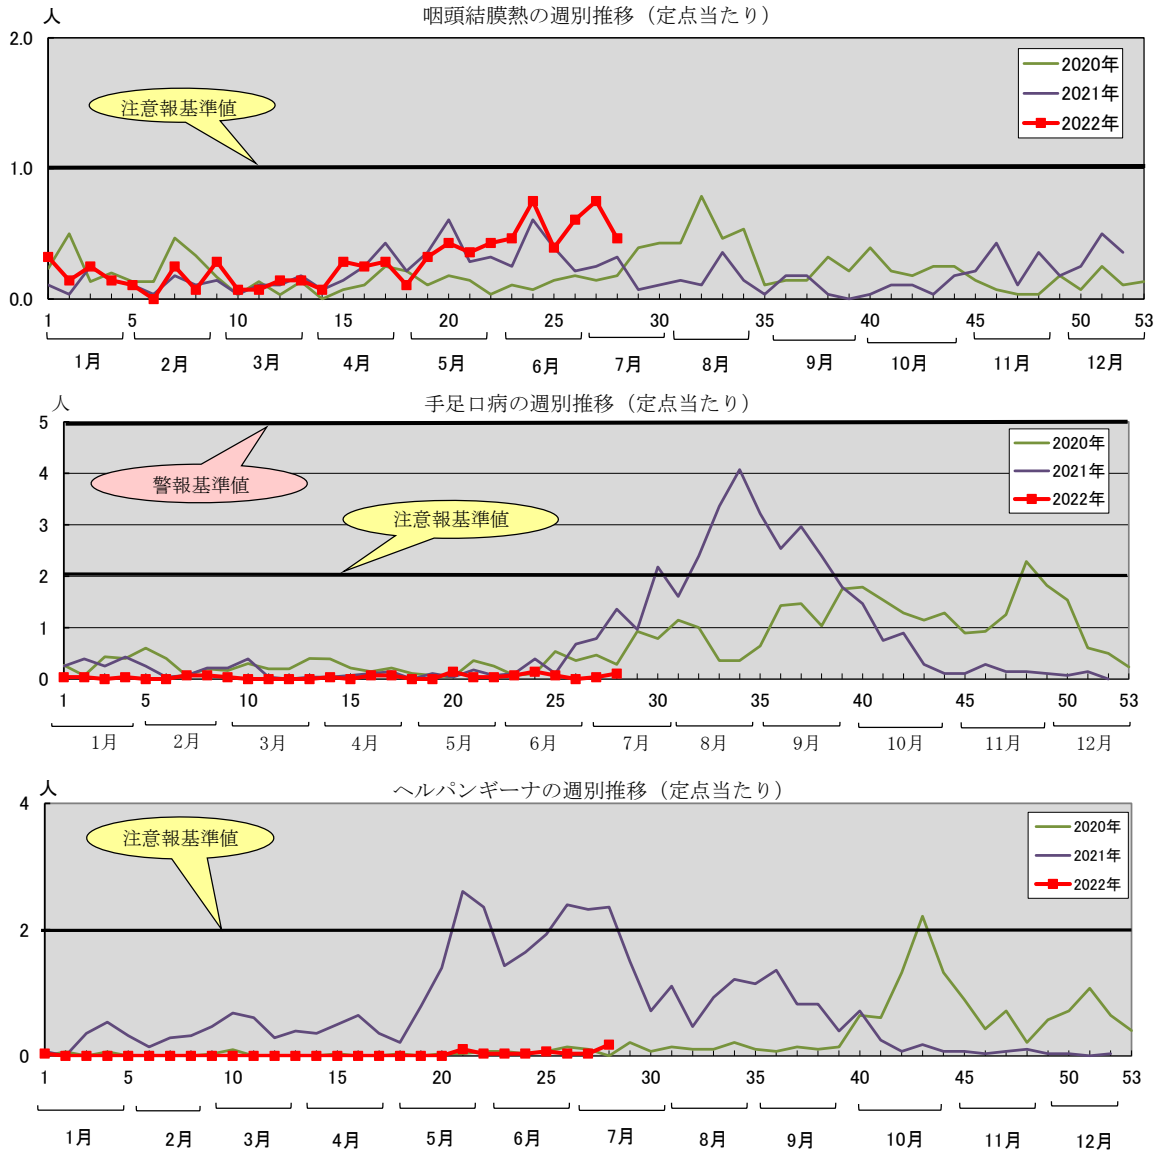 人
咽頭結膜熱の週別推移（定点当たり）
2.0
1.0
0.0
注意報基準値
2020年
2021年
2022年
1 5 10 15 20 25 30 35 40 45 50 53
1月 2月 3月 4月 5月 6月 7月 8月 9月 10月 11月 12月
人
手足口病の週別推移（定点当たり）
5
4
3
2
1
0
警報基準値
注意報基準値
2020年
2021年
2022年
1 5 10 15 20 25 30 35 40 45 50 53
1月 2月 3月 4月 5月 6月 7月 8月 9月 10月 11月 12月
人
ヘルパンギーナの週別推移（定点当たり）
4
2
0
注意報基準値
2020年
2021年
2022年
1 5 10 15 20 25 30 35 40 45 50 53
1月 2月 3月 4月 5月 6月 7月 8月 9月 10月 11月 12月